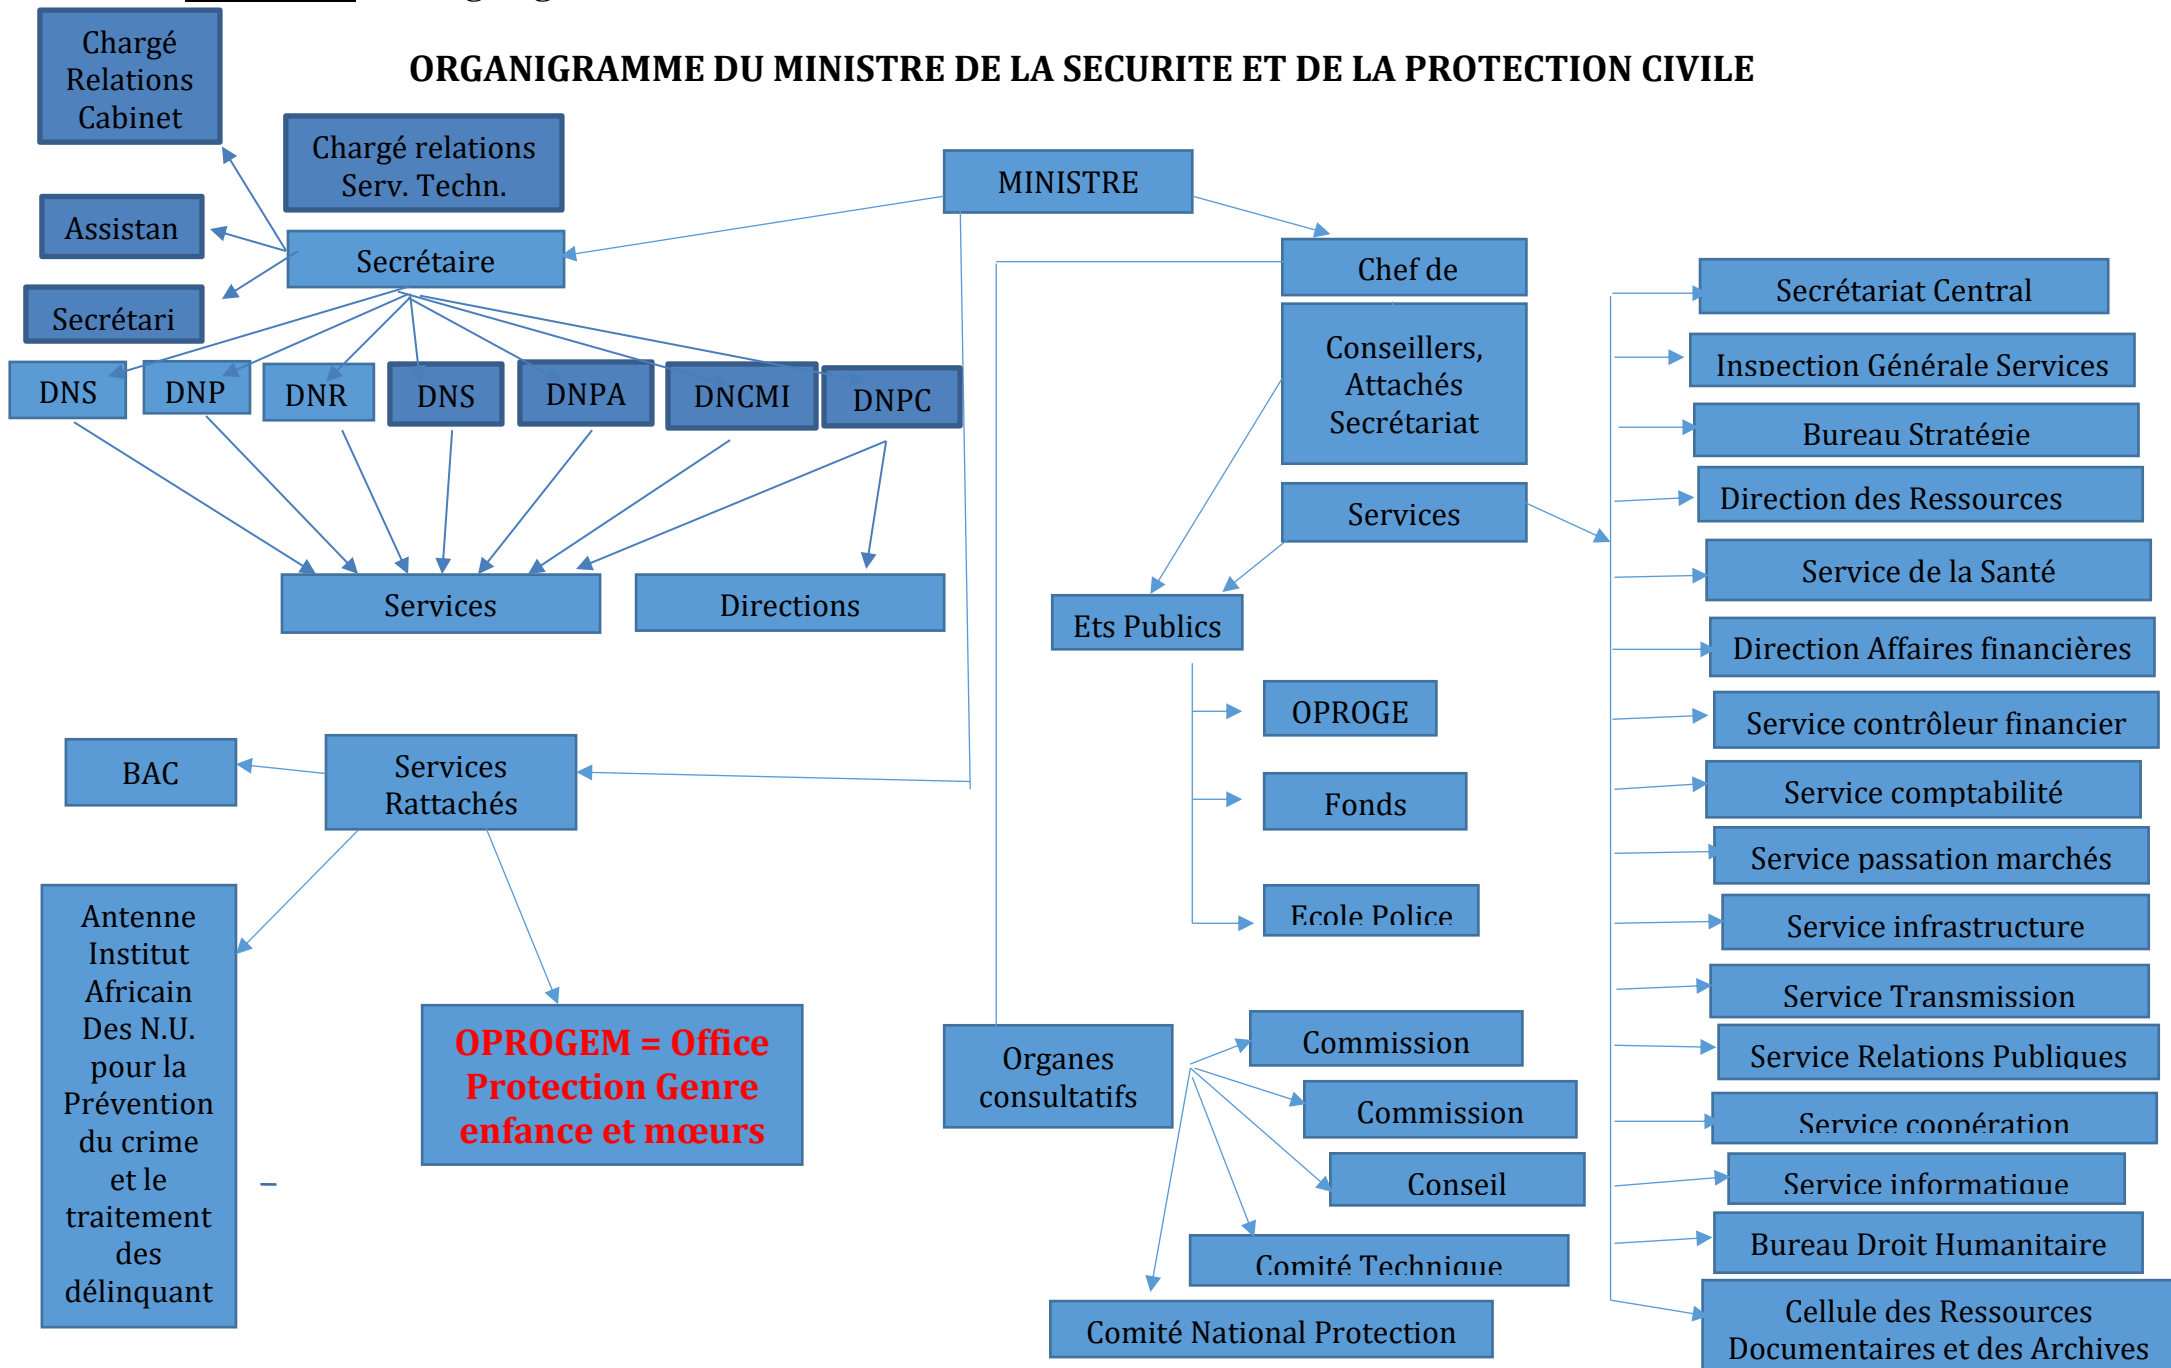 Chargé
Relations
Cabinet
ORGANIGRAMME DU MINISTRE DE LA SECURITE ET DE LA PROTECTION CIVILE
Chargé relations
Serv. Techn.
MINISTRE
Assistan
Secrétaire
Chef de
Secrétariat Central
Secrétari
Conseillers,
Attachés
Secrétariat
Inspection Générale Services
DNS
DNP
DNR
DNS
DNPA
DNCMI
DNPC
Bureau Stratégie
Direction des Ressources
Services
Service de la Santé
Services
Directions
Ets Publics
Direction Affaires financières
OPROGE
Service contrôleur financier
BAC
Services
Rattachés
Fonds
Service comptabilité
Service passation marchés
Ecole Police
Service infrastructure
Antenne
Institut
Africain
Des N.U.
pour la
Prévention
du crime
et le
traitement
des
délinquant
OPROGEM = Office
Protection Genre
enfance et mœurs
Organes
consultatifs
Commission
Commission
Conseil
Comité Technique
Comité National Protection
Service Transmission
Service Relations Publiques
Service coopération
Service informatique
Bureau Droit Humanitaire
Cellule des Ressources
Documentaires et des Archives